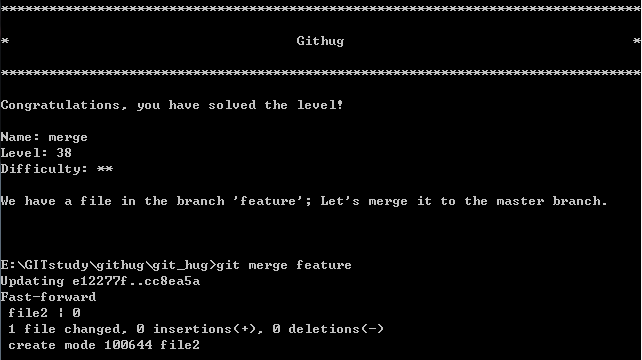 ********************************************************************************
* Githug *
********************************************************************************
Congratulations, you have solved the level!
Name: merge
Level: 38
Difficulty: **
We have a file in the branch 'feature'; Let's merge it to the master branch.
E:\GITstudy\githug\git_hug>git merge feature
Updating e12277f..cc8ea5a
Fast-forward
 file2 | 0
 1 file changed, 0 insertions(+), 0 deletions(-)
 create mode 100644 file2